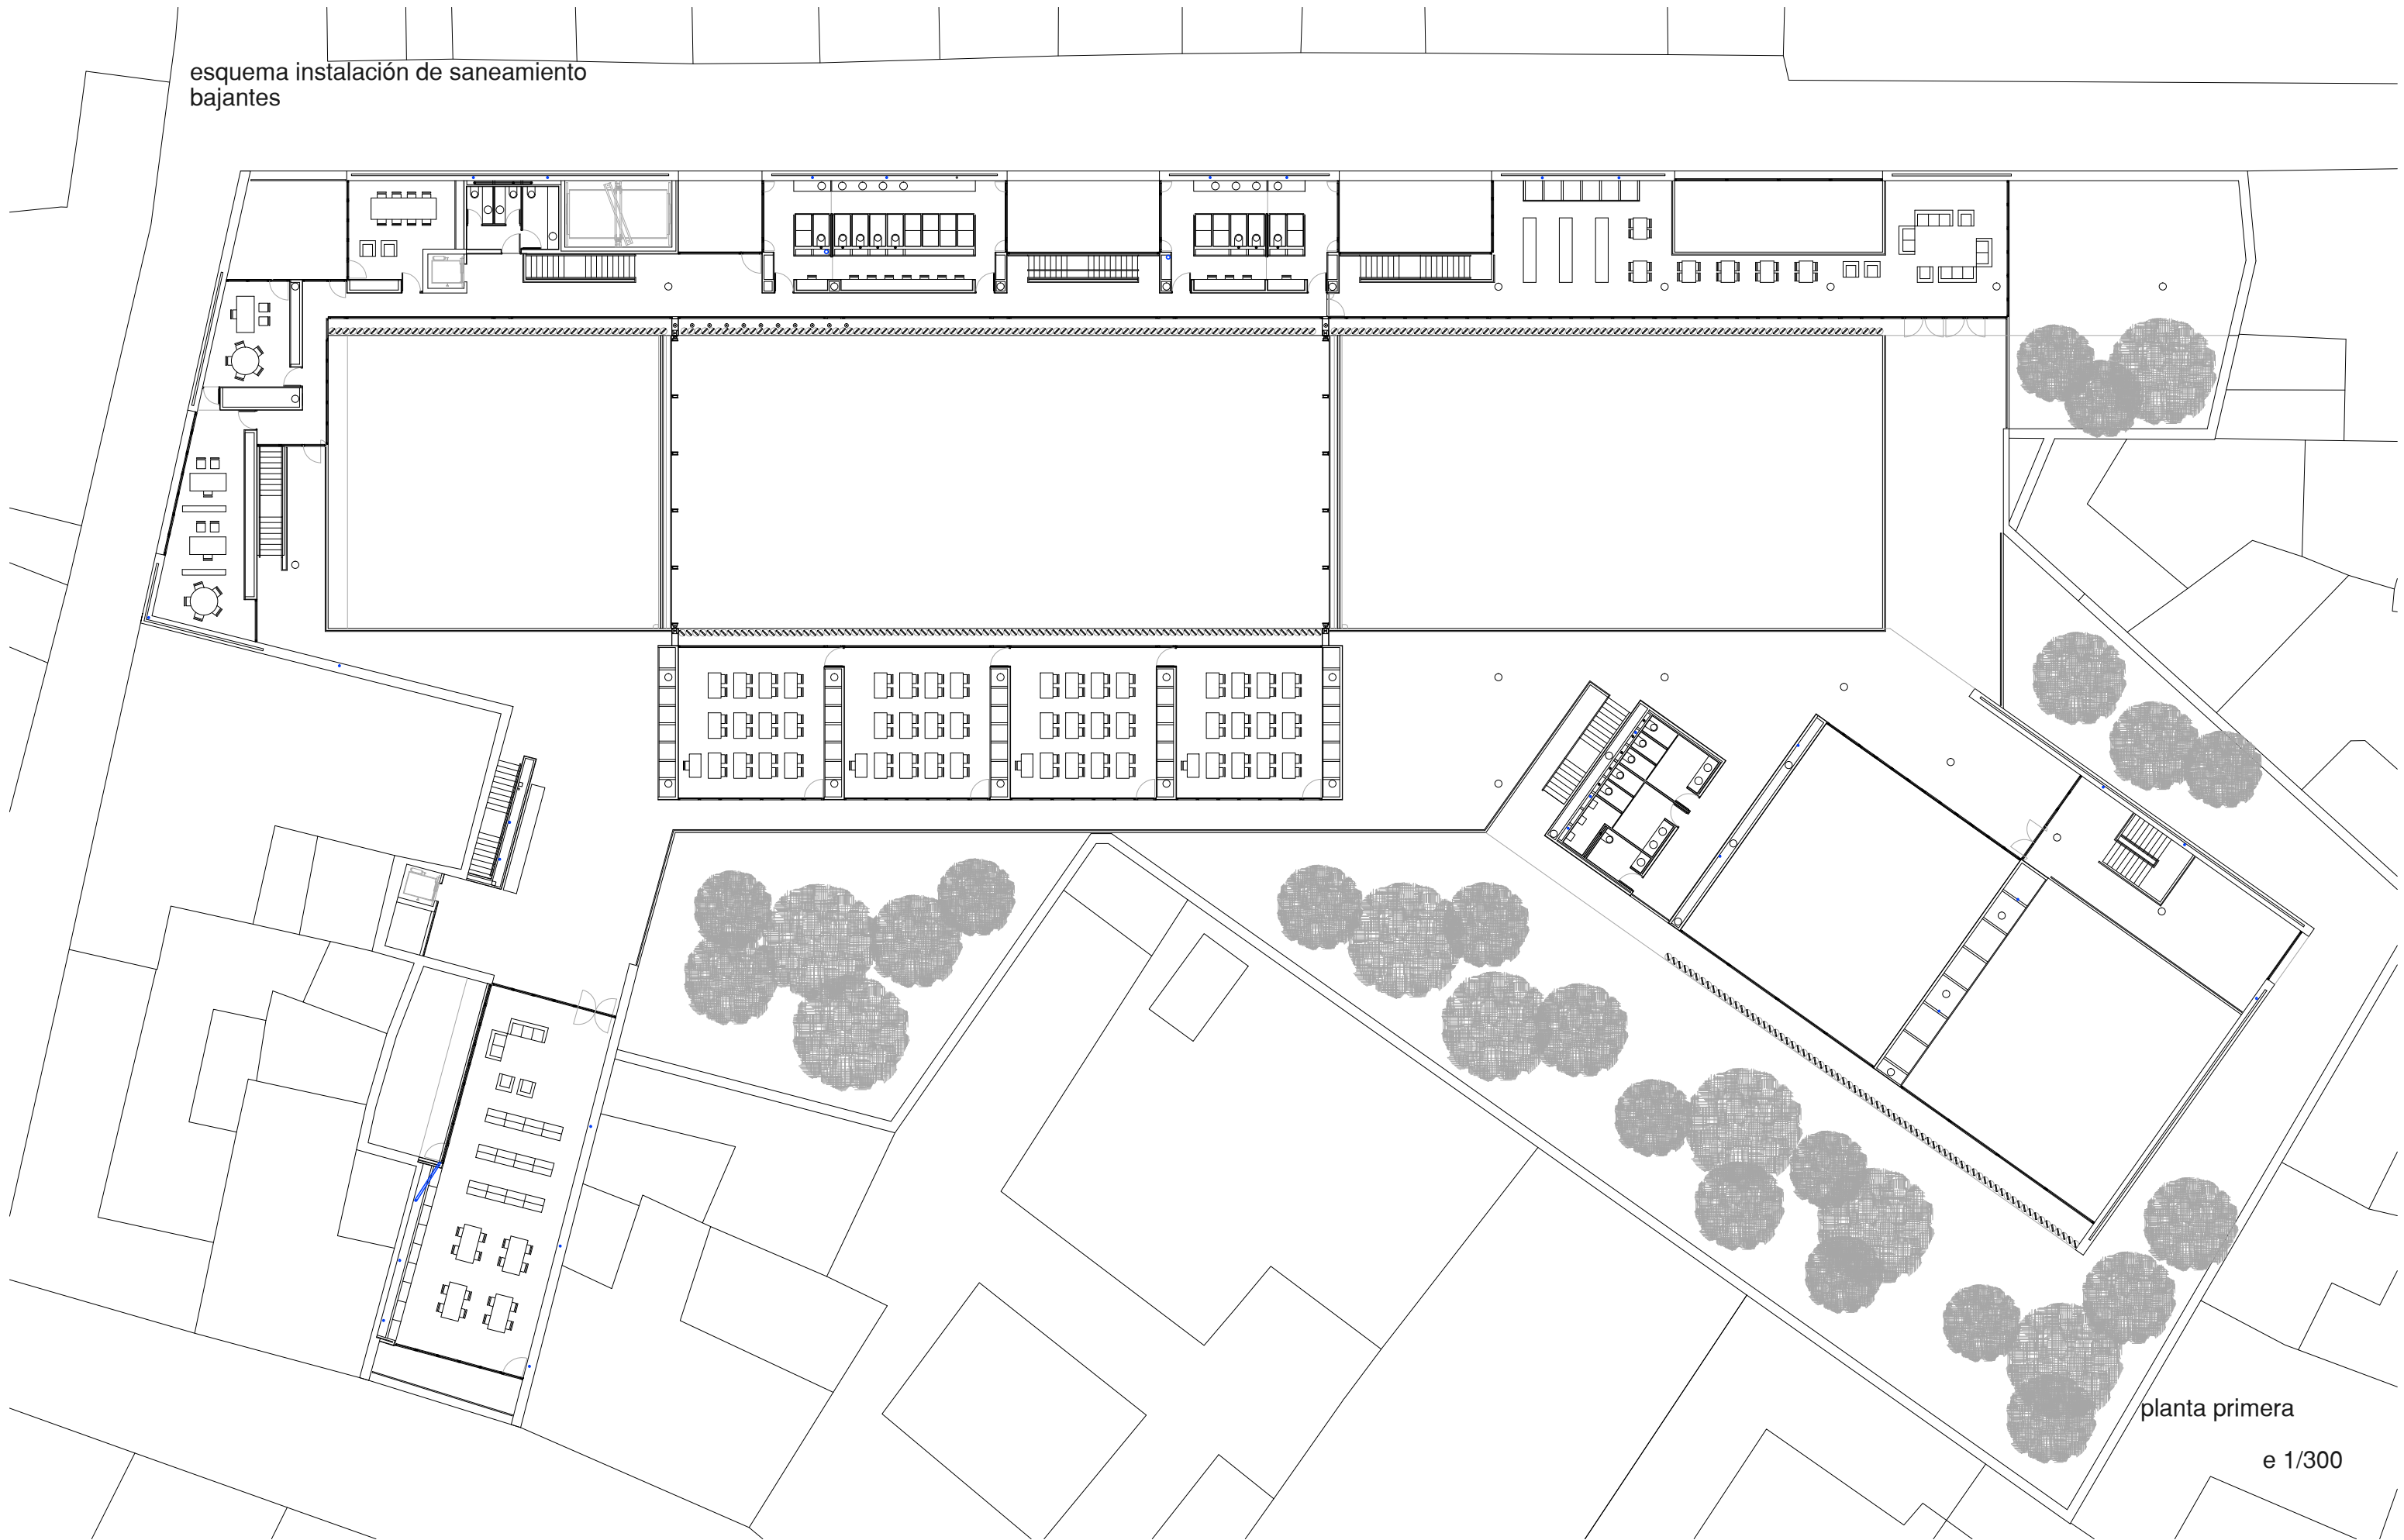 esquema instalación de saneamiento
bajantes
planta primera
e 1/300